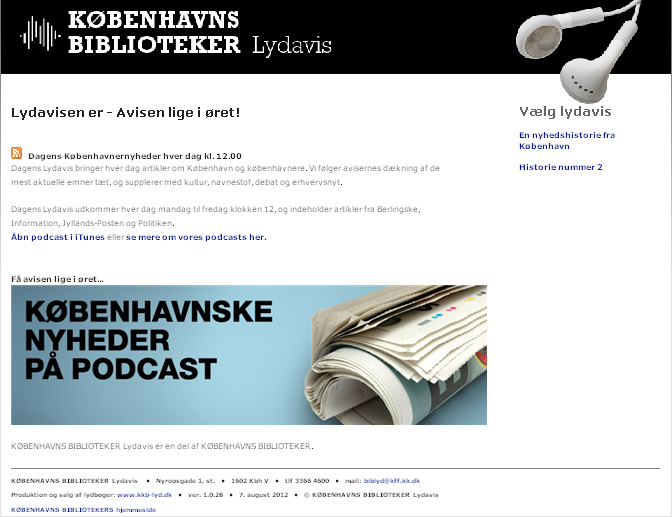 KØBENHAVNS
BIBLIOTEKER Lydavis
Lydavisen er - Avisen lige i øret!
Dagens Københavnernyheder hver dag kl. 12.00
Dagens Lydavis bringer hver dag artikler om København og københavnere. Vi følger avisernes dækning af de
mest aktuelle emner tæt, og supplerer med kultur, navnestof, debat og erhvervsnyt.
Dagens Lydavis udkommer hver dag mandag til fredag klokken 12, og indeholder artikler fra Berlingske,
Information, Jyllands-Posten og Politiken.
Åbn podcast i iTunes eller se mere om vores podcasts her.
Få avisen lige i øret...
KØBENHAVNSKE
NYHEDER
PÅ PODCAST
KØBENHAVNS BIBLIOTEKER Lydavis er en del af KØBENHAVNS BIBLIOTEKER.
Vælg lydavis
En nyhedshistorie fra
København
Historie nummer 2
KØBENHAVNS BIBLIOTEKER Lydavis • Nyropsgade 1, st. • 1602 Kbh V • tlf 3366 4600 • mail: biblyd@kff.kk.dk
Produktion og salg af lydbøger: www.kkb-lyd.dk • ver. 1.0.28 • 7. august 2012 • © KØBENHAVNS BIBLIOTEKER Lydavis
KØBENHAVNS BIBLIOTEKERS hjemmeside